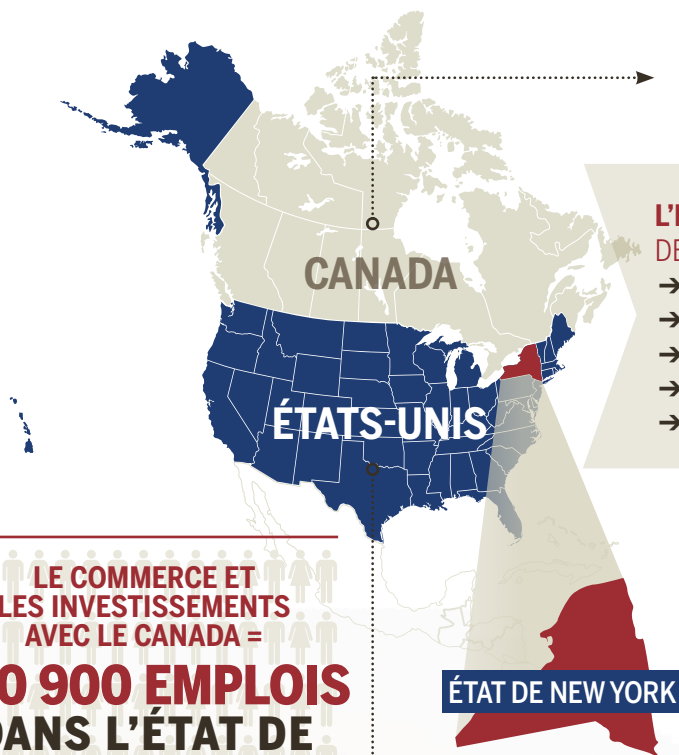 CANADA
L'
DE
ÉTATS-UNIS
LE COMMERCE ET
LES INVESTISSEMENTS
AVEC LE CANADA =
0 900 EMPLOIS
DANS L'ÉTAT DE
ÉTAT DE NEW YORK